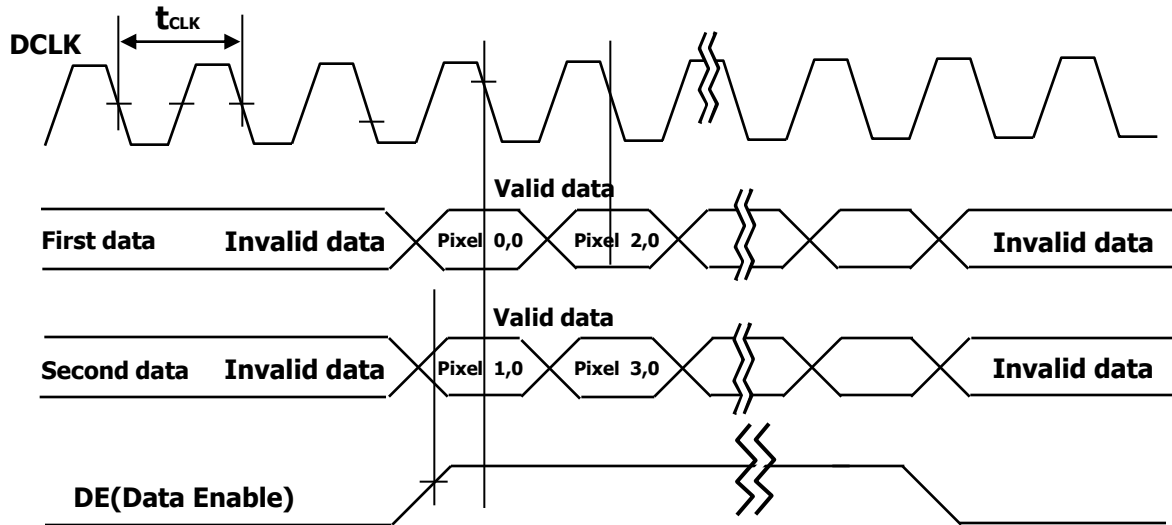 tCLK
DCLK
Valid data
First data Invalid data Pixel 0,0 Pixel 2,0 Invalid data
Valid data
Second data Invalid data Pixel 1,0 Pixel 3,0 Invalid data
DE(Data Enable)